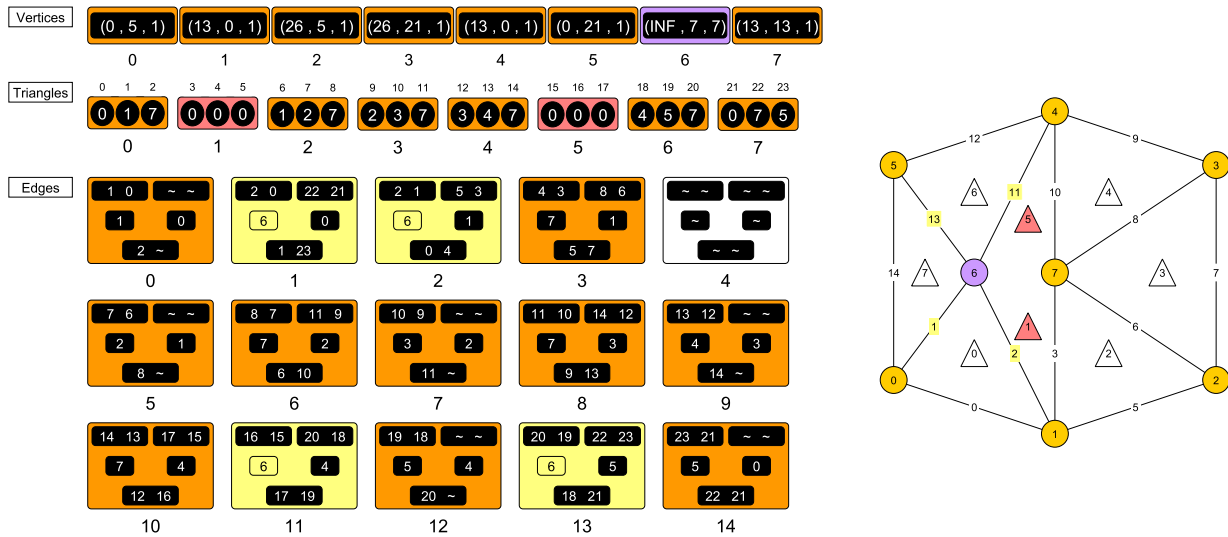 Vertices (0 , 5 , 1) (13 , 0 , 1) (26 , 5 , 1) (26 , 21 , 1) (13 , 0 , 1) (0 , 21 , 1) (INF , 7 , 7) (13 , 13 , 1)
0 1 2 3 4 5 6 7
0 1 2 3 4 5 6 7 8 9 10 11 12 13 14 15 16 17 18 19 20 21 22 23
Triangles 0 1 7 0 0 0 1 2 7 2 3 7 3 4 7 0 0 0 4 5 7 0 7 5
0 1 2 3 4 5 6 7
Edges 1 0 ~ ~ 2 0 22 21 2 1 5 3 4 3 8 6 ~ ~ ~ ~
1 0 6 0 6 1 7 1 ~ ~
2 ~ 1 23 0 4 5 7 ~ ~
0 1 2 3 4
7 6 ~ ~ 8 7 11 9 10 9 ~ ~ 11 10 14 12 13 12 ~ ~
2 1 7 2 3 2 7 3 4 3
8 ~ 6 10 11 ~ 9 13 14 ~
5 6 7 8 9
14 13 17 15 16 15 20 18 19 18 ~ ~ 20 19 22 23 23 21 ~ ~
7 4 6 4 5 4 6 5 5 0
12 16 17 19 20 ~ 18 21 22 21
10 11 12 13 14
4
12 9
5 3
6 11 10 4
13 5 8
14 7 6 7 3 7
1 1 6
0 2 3 2
0 2
0 5
1